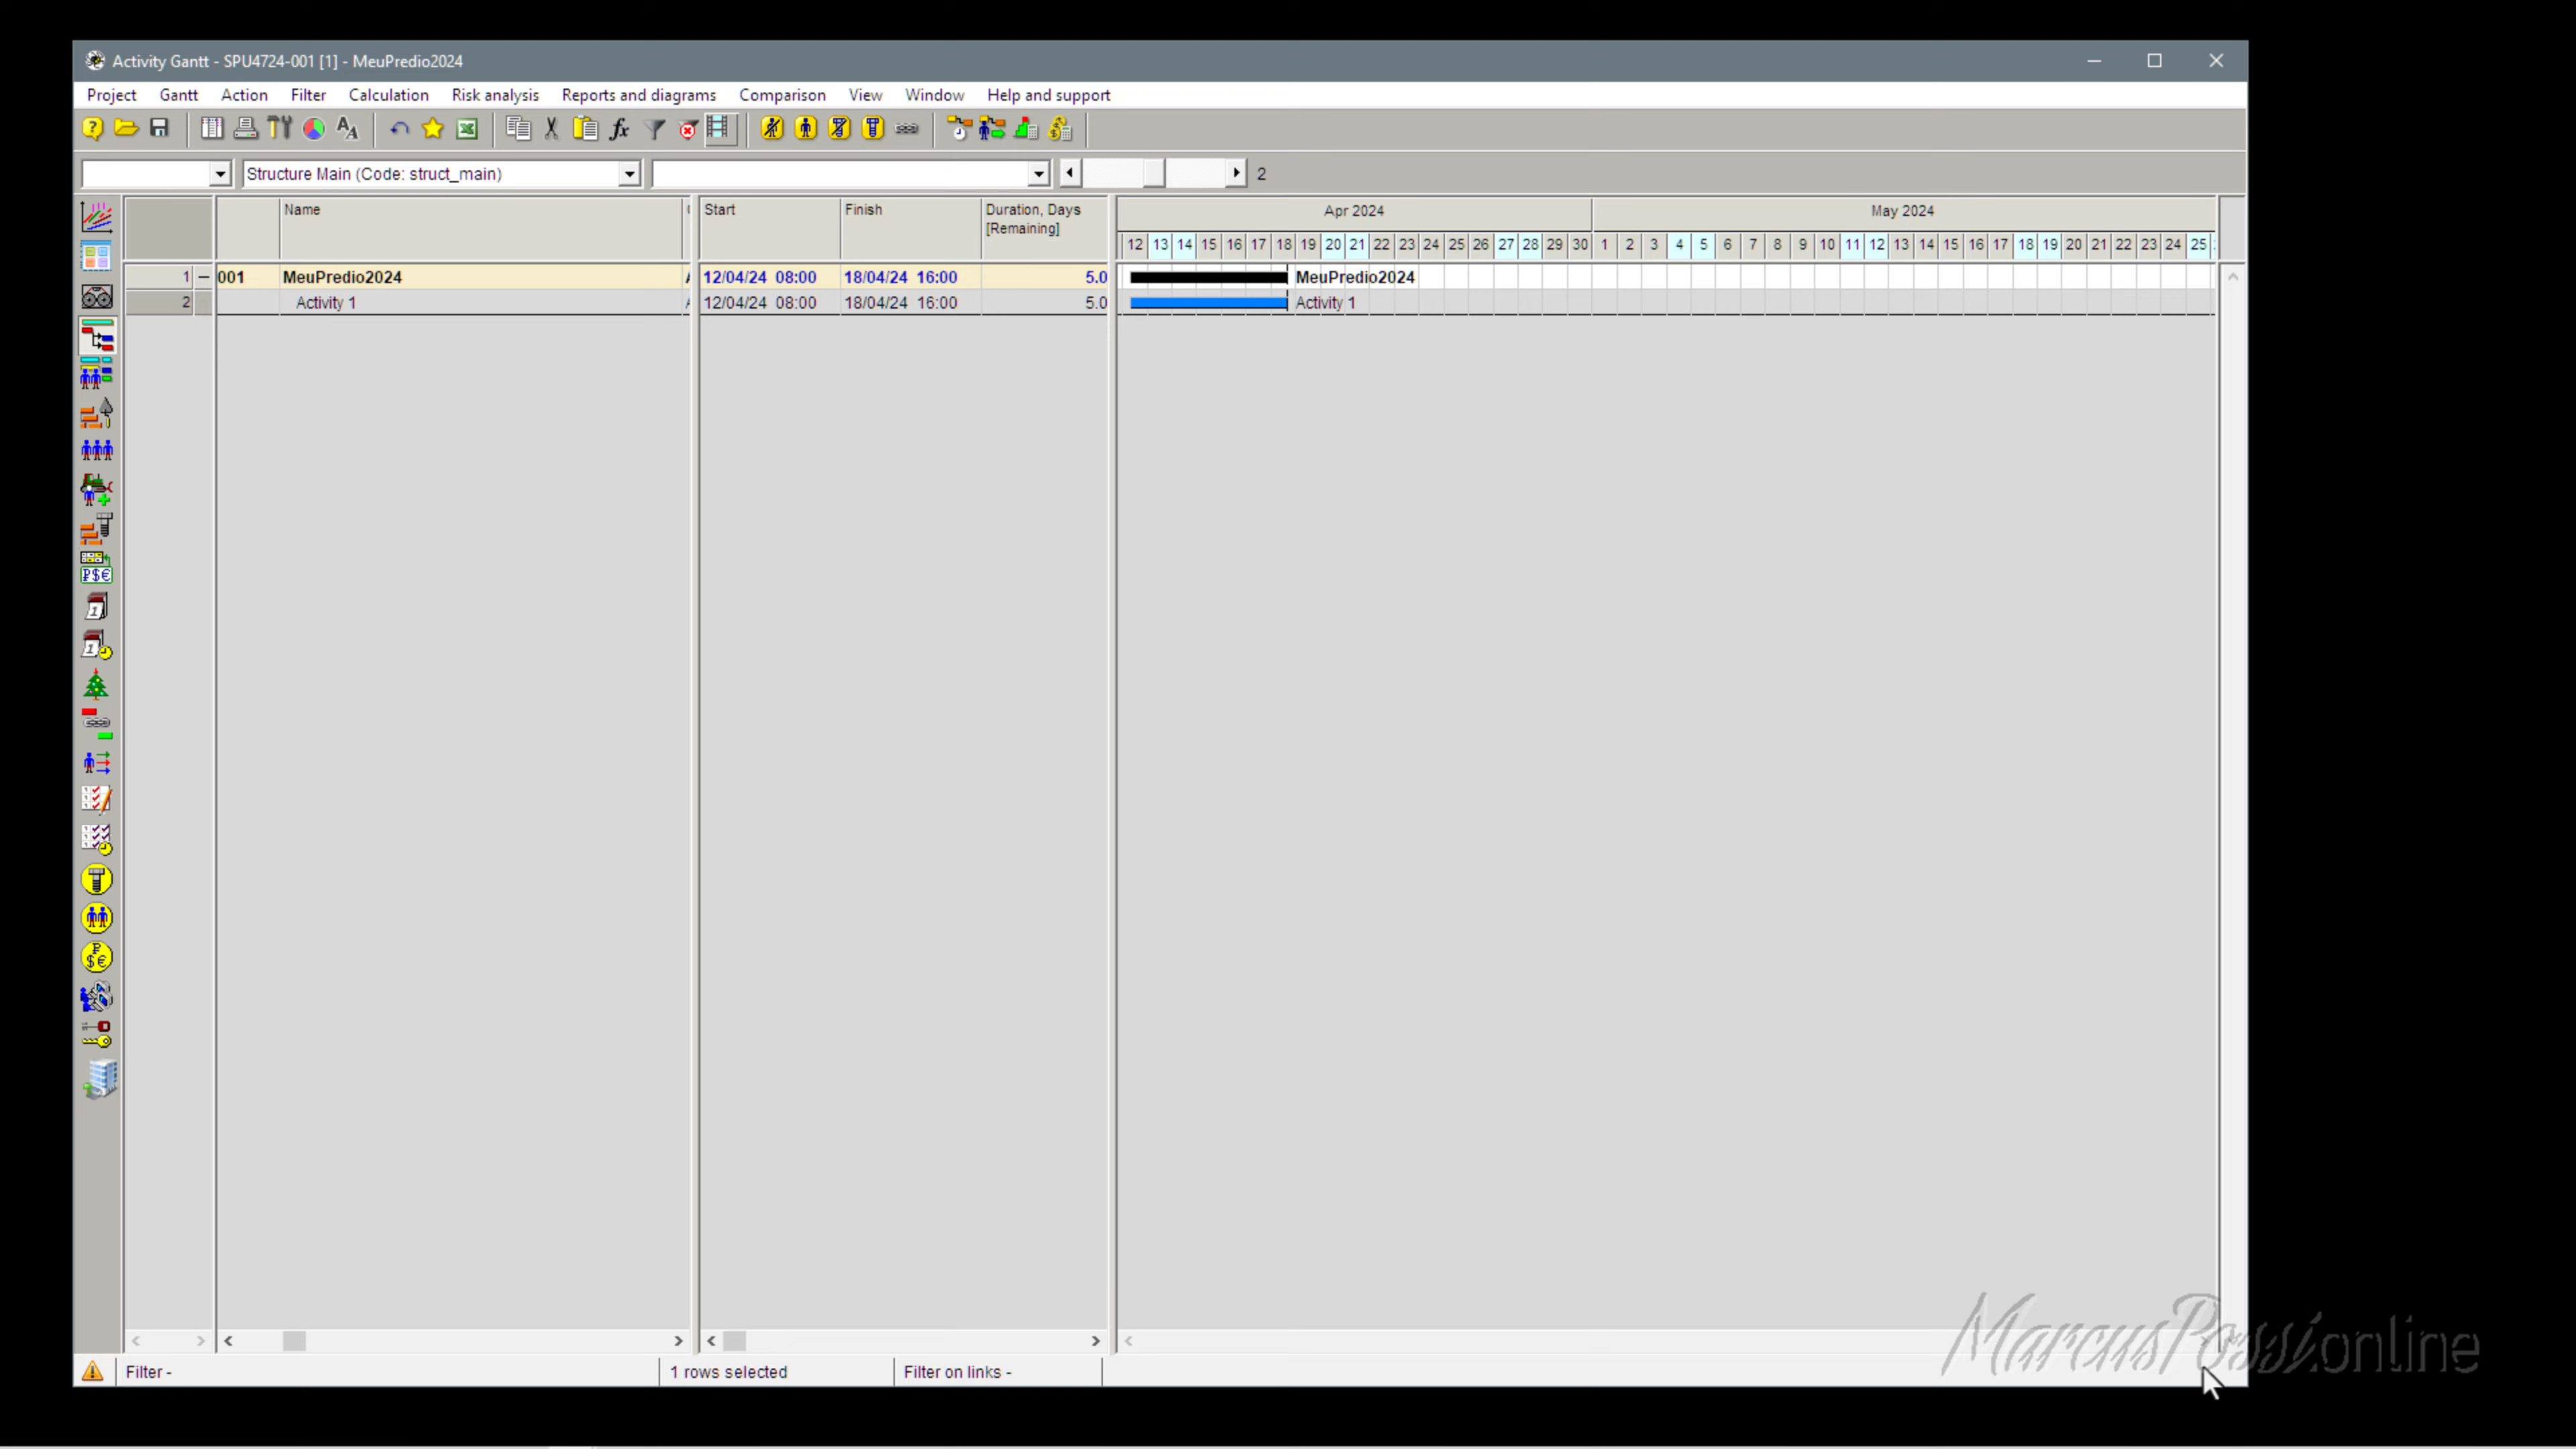 Activity Gantt - SPU4724-001 [1] - MeuPredio2024
Project Gantt Action Filter Calculation Risk analysis Reports and diagrams Comparison View Window Help and support
Structure Main (Code: struct_main) 2
Name Start Finish Duration, Days [Remaining] Apr 2024 May 2024
12 13 14 15 16 17 18 19 20 21 22 23 24 25 26 27 28 29 30 1 2 3 4 5 6 7 8 9 10 11 12 13 14 15 16 17 18 19 20 21 22 23 24 25
1 001 MeuPredio2024 12/04/24 08:00 18/04/24 16:00 5.0 MeuPredio2024
2 Activity 1 12/04/24 08:00 18/04/24 16:00 5.0 Activity 1
MarcusPossionline
Filter - 1 rows selected Filter on links -